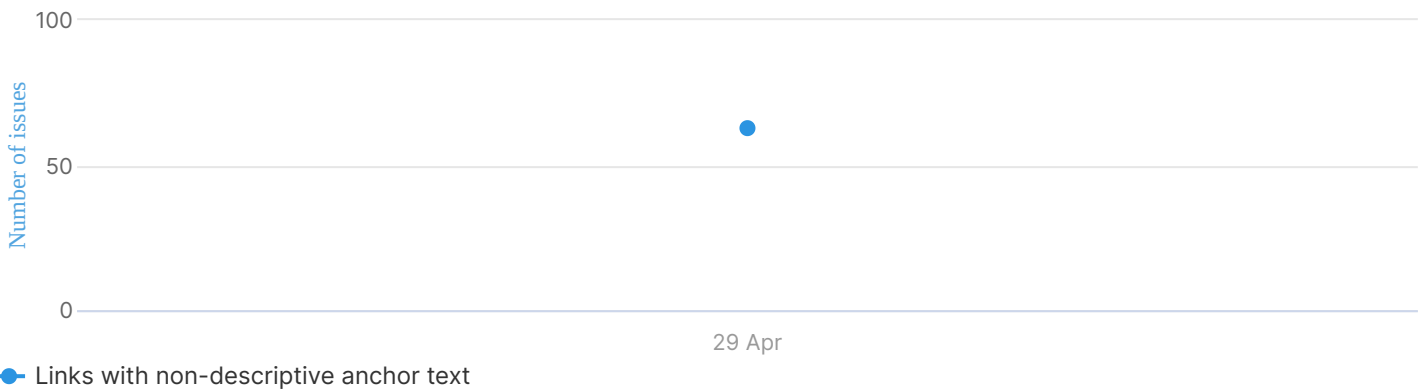 100
Number of issues
50
0
29 Apr
Links with non-descriptive anchor text